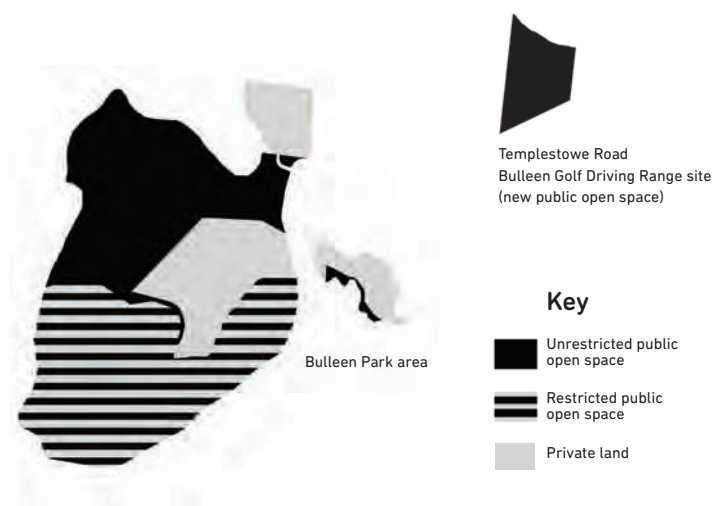 Templestowe Road
Bulleen Golf Driving Range site
(new public open space)
Bulleen Park area
Key
Unrestricted public
open space
Restricted public
open space
Private land